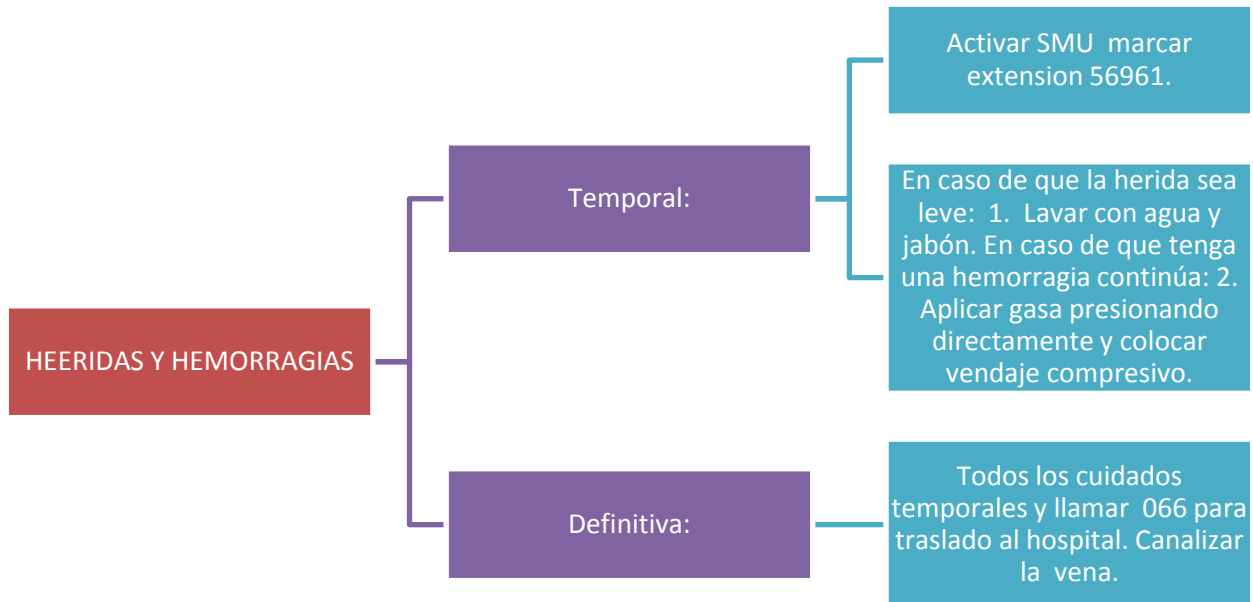 HEERIDAS Y HEMORRAGIAS
Temporal:
Activar SMU  marcar
extension 56961.
En caso de que la herida sea
leve:  1.  Lavar con agua y
jabón. En caso de que tenga
una hemorragia continúa: 2.
Aplicar gasa presionando
directamente y colocar
vendaje compresivo.
Definitiva:
Todos los cuidados
temporales y llamar  066 para
traslado al hospital. Canalizar
la  vena.